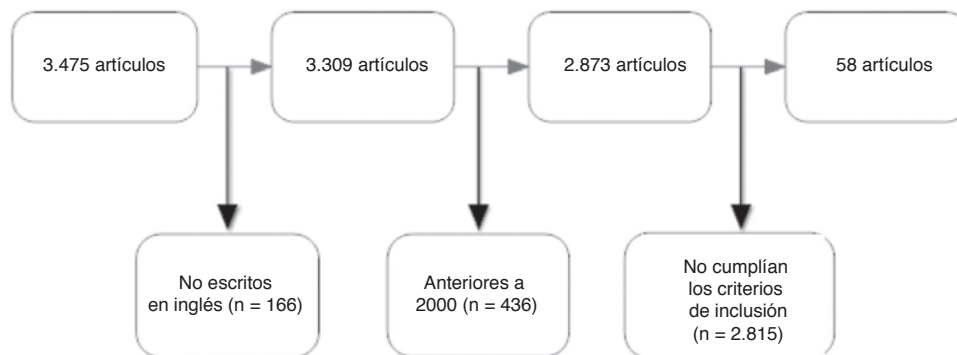 3.475 artículos
3.309 artículos
2.873 artículos
58 artículos
No escritos
en inglés (n = 166)
Anteriores a
2000 (n = 436)
No cumplían
los criterios
de inclusión
(n = 2.815)